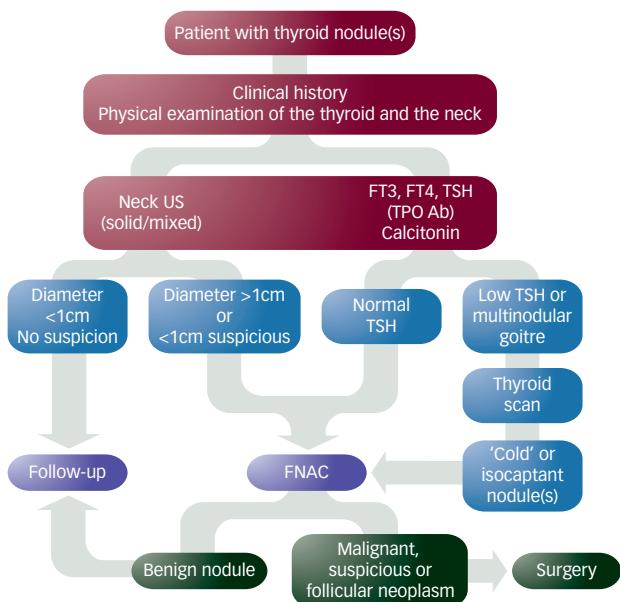 Patient with thyroid nodule(s)
Clinical history
Physical examination of the thyroid and the neck
Neck US
(solid/mixed)
FT3, FT4, TSH
(TPO Ab)
Calcitonin
Diameter
<1cm
No suspicion
Diameter >1cm
or
<1cm suspicious
Normal
TSH
Low TSH or
multinodular
goitre
Thyroid
scan
Follow-up
FNAC
‘Cold’ or
isocaptant
nodule(s)
Benign nodule
Malignant,
suspicious or
follicular neoplasm
Surgery